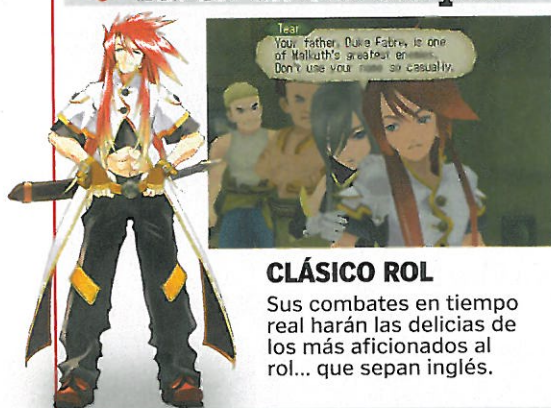 Tear
Your father, Duke Fabre, is one
of Malkuth's greatest enemies.
Don't use your name so casually.
CLÁSICO ROL
Sus combates en tiempo
real harán las delicias de
los más aficionados al
rol... que sepan inglés.